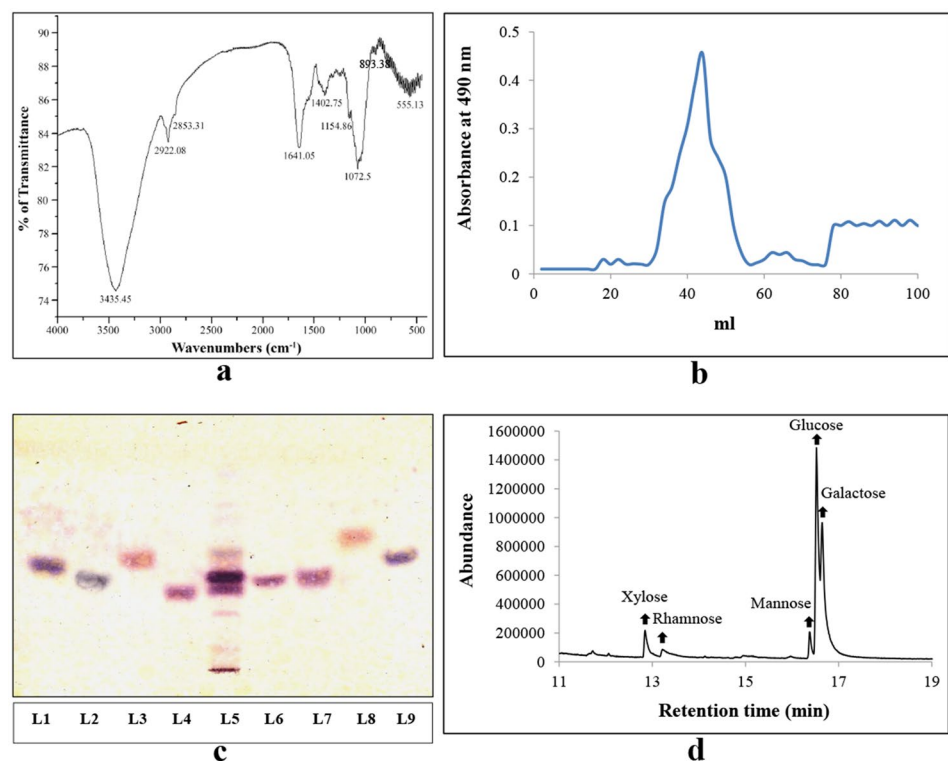 90
88
86
84
82
80
78
76
74
% of Transmittance
893.38
555.13
1402.75
1154.86
2853.31
2922.08
1641.05
1072.5
3435.45
4000 3500 3000 2500 2000 1500 1000 500
Wavenumbers (cm⁻¹)
a
0.5
0.4
0.3
0.2
0.1
0
Absorbance at 490 nm
0 20 40 60 80 100
ml
b
L1 L2 L3 L4 L5 L6 L7 L8 L9
c
1600000
1400000
1200000
1000000
800000
600000
400000
200000
0
Abundance
Glucose
Galactose
Xylose
Rhamnose
Mannose
11 13 15 17 19
Retention time (min)
d